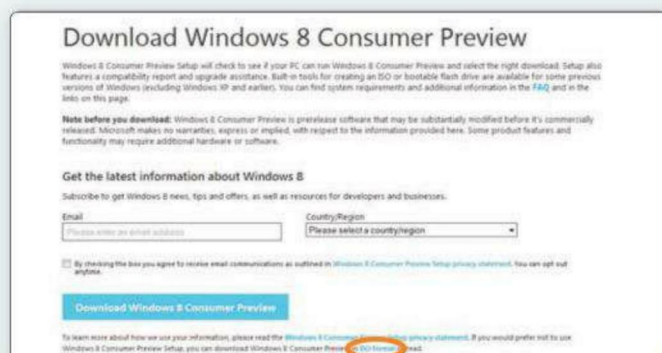 Download Windows 8 Consumer Preview
Windows 8 Consumer Preview Setup will check to see if your PC can run Windows 8 Consumer Preview and select the right download. Setup also
features a compatibility report and upgrade assistance. Built-in tools for creating an ISO or bootable flash drive are available for some previous
versions of Windows (excluding Windows XP and earlier). You can find system requirements and additional information in the FAQ and in the
links on this page.
Note before you download: Windows 8 Consumer Preview is prerelease software that may be substantially modified before it's commercially
released. Microsoft makes no warranties, express or implied, with respect to the information provided here. Some product features and
functionality may require additional hardware or software.
Get the latest information about Windows 8
Subscribe to get Windows 8 news, tips and offers, as well as resources for developers and businesses.
Email
Country/Region
Please enter an email address
Please select a country/region
By checking the box you agree to receive email communications as outlined in Windows 8 Consumer Preview Setup privacy statement. You can opt out
anytime.
Download Windows 8 Consumer Preview
To learn more about how we use your information, please read the Windows 8 Consumer privacy statement. If you would prefer not to use
Windows 8 Consumer Preview Setup, you can download Windows 8 Consumer Preview ISO format